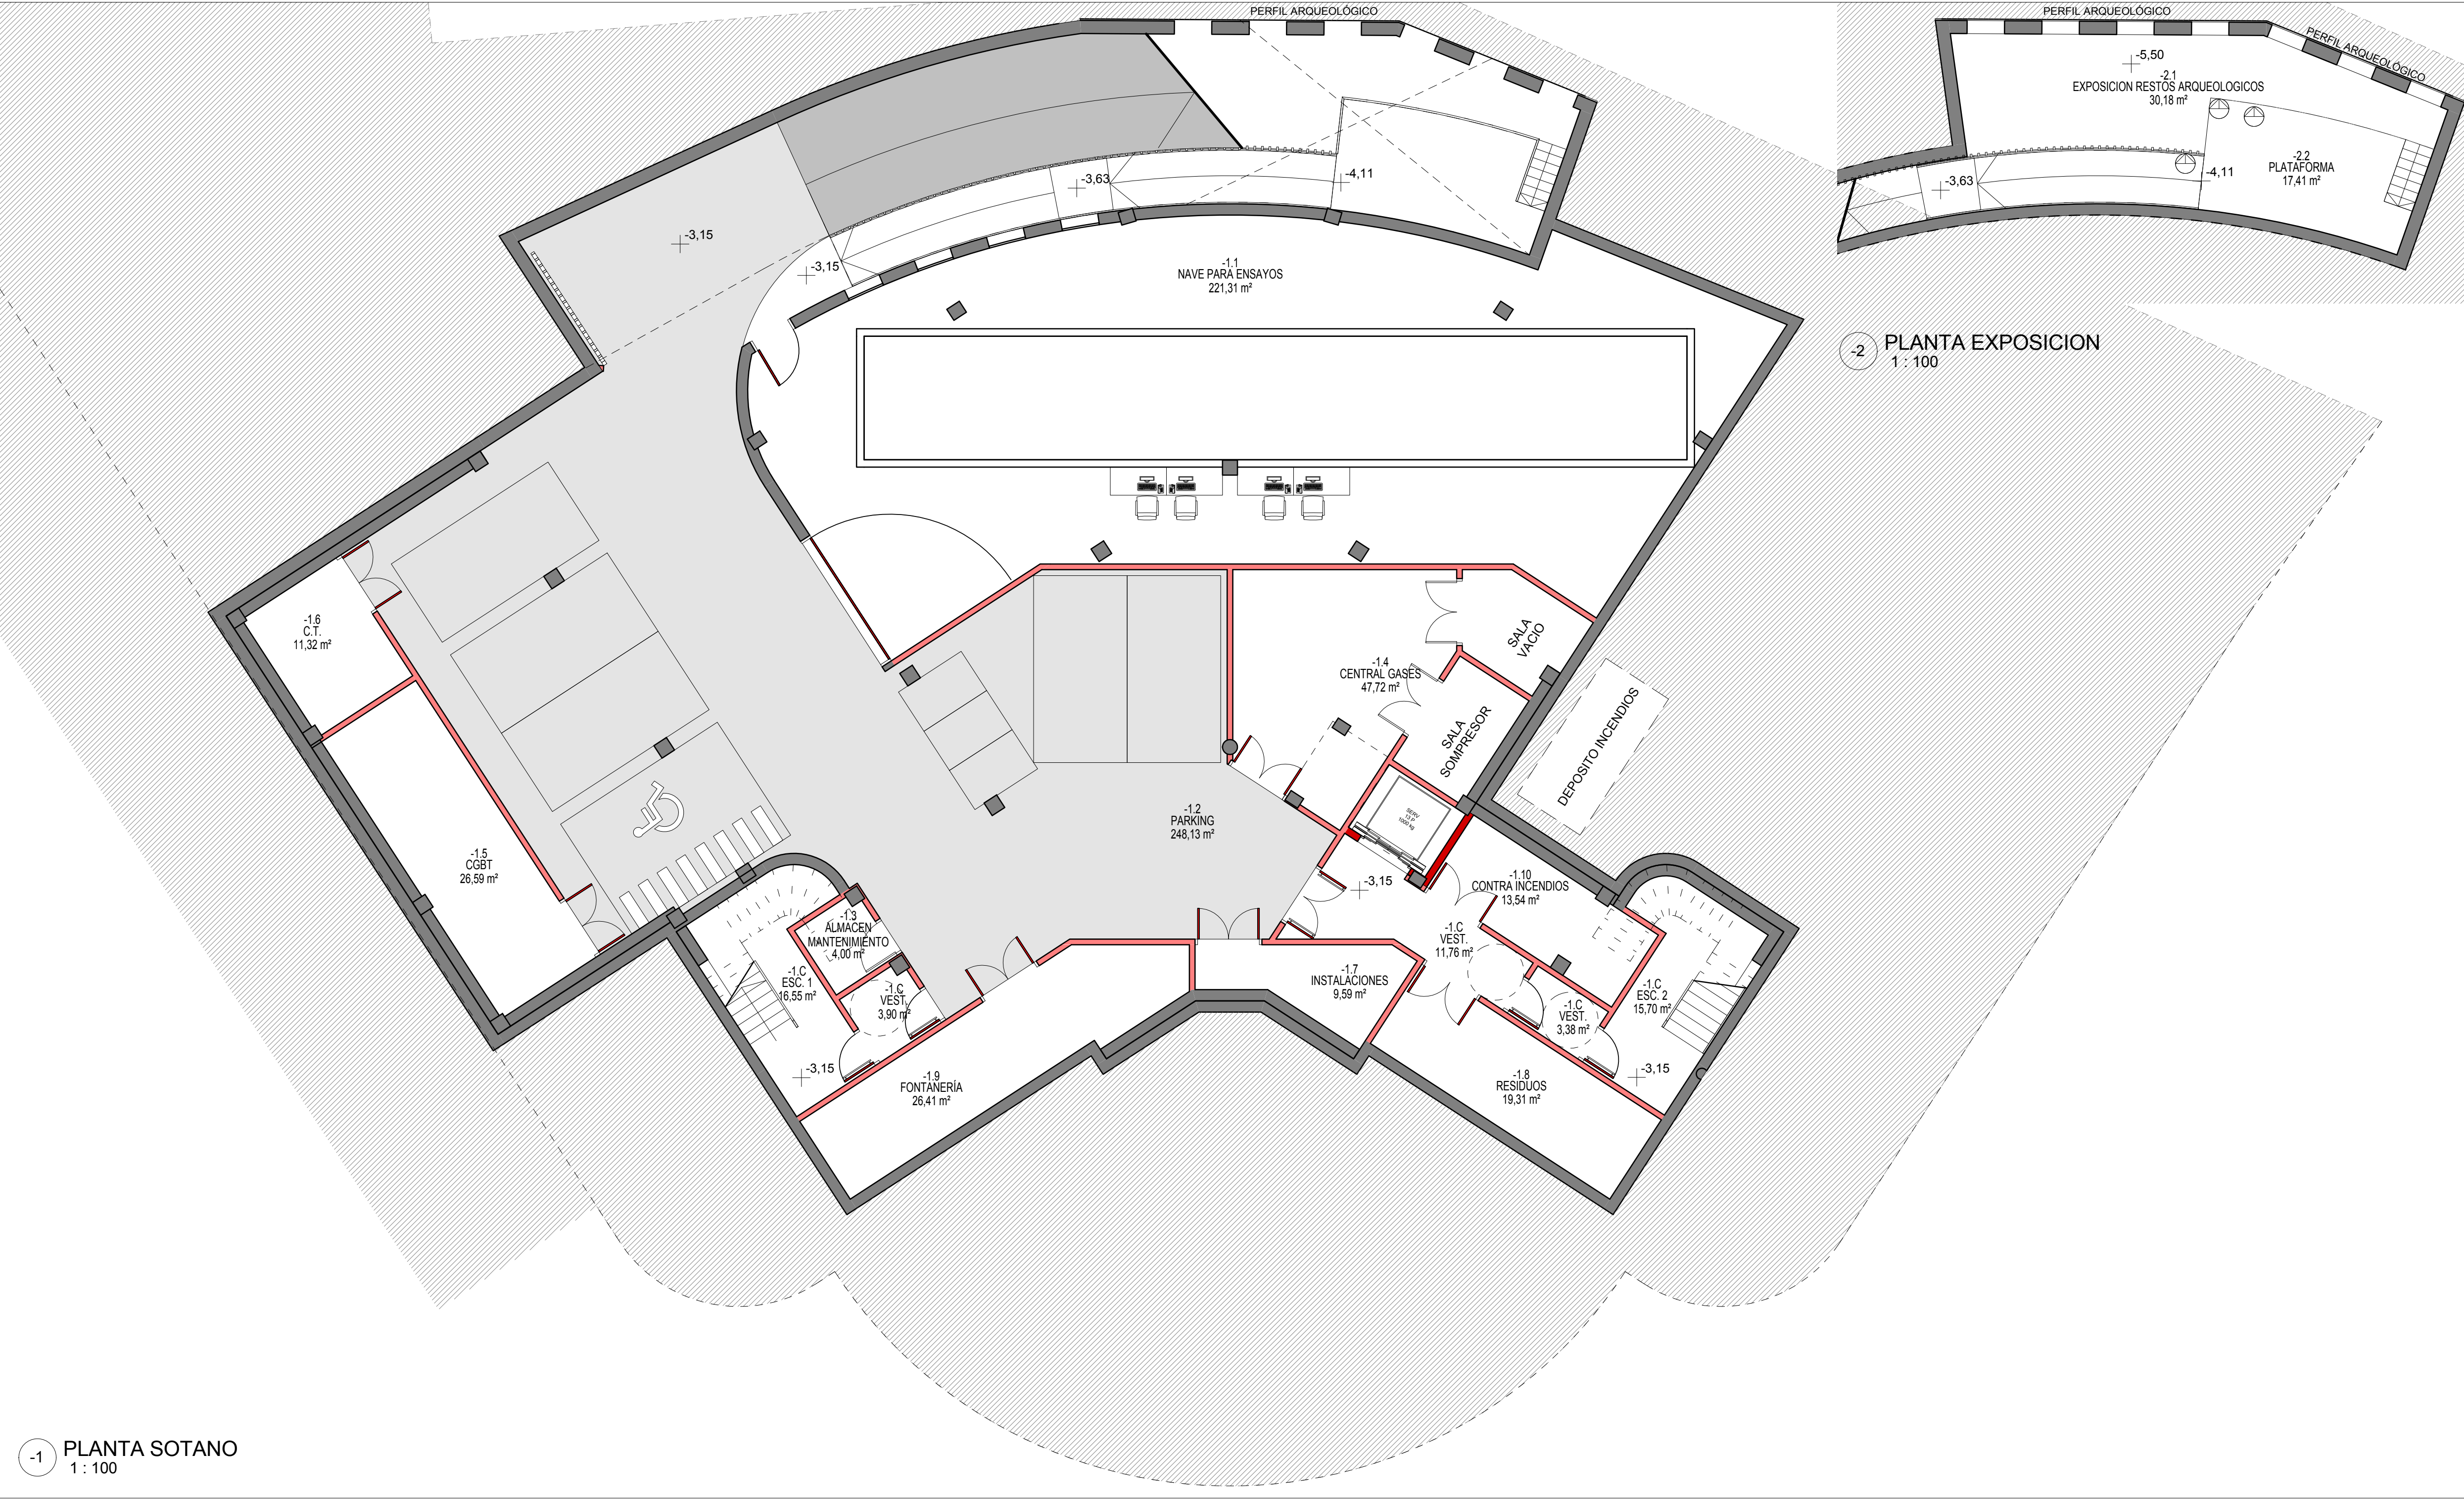 PERFIL ARQUEOLÓGICO
PERFIL ARQUEOLÓGICO
PERFIL ARQUEOLÓGICO
-5,50
-2.1
EXPOSICION RESTOS ARQUEOLOGICOS
30,18 m²
-2.2
PLATAFORMA
17,41 m²
-4,11
-3,63
-2
PLANTA EXPOSICION
1 : 100
-3,63
-4,11
-3,15
-3,15
-1.1
NAVE PARA ENSAYOS
221,31 m²
-1.6
C.T.
11,32 m²
SALA
VACIO
-1.4
CENTRAL GASES
47,72 m²
SALA
SOMPRESOR
DEPOSITO INCENDIOS
SERV
13 P
1000 kg
-1.2
PARKING
248,13 m²
-1.5
CGBT
26,59 m²
-3,15
-1.10
CONTRA INCENDIOS
13,54 m²
-1.3
ALMACEN
MANTENIMIENTO
4,00 m²
-1.C
VEST.
11,76 m²
-1.C
ESC. 1
16,55 m²
-1.C
VEST.
3,90 m²
-1.7
INSTALACIONES
9,59 m²
-1.C
ESC. 2
15,70 m²
-1.C
VEST.
3,38 m²
-3,15
-3,15
-1.9
FONTANERÍA
26,41 m²
-1.8
RESIDUOS
19,31 m²
-1
PLANTA SOTANO
1 : 100